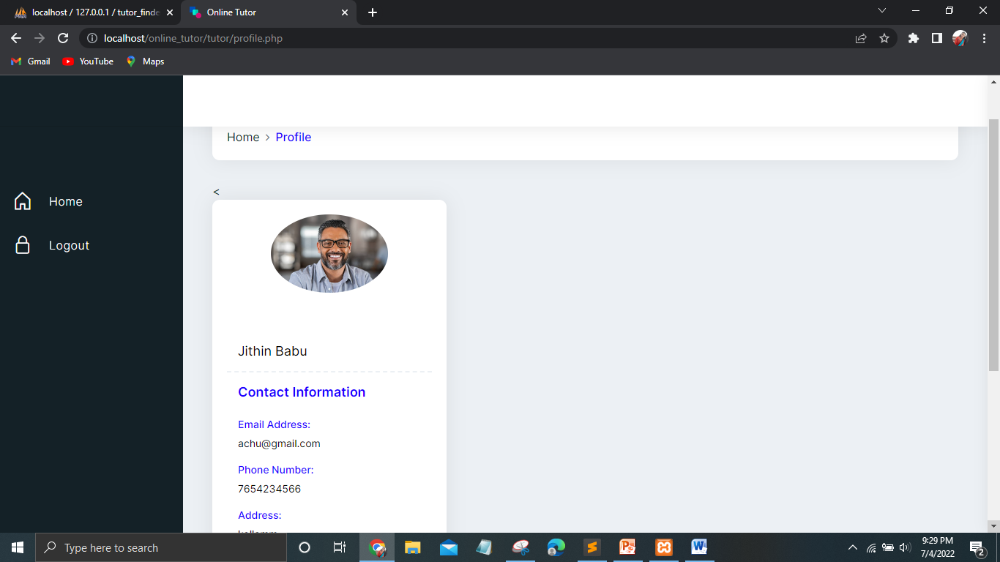 localhost / 127.0.0.1 / tutor_finde
Online Tutor
localhost/online_tutor/tutor/profile.php
Gmail
YouTube
Maps
Home > Profile
Home
Logout
<
Jithin Babu
Contact Information
Email Address:
achu@gmail.com
Phone Number:
7654234566
Address:
Type here to search
9:29 PM
7/4/2022
2